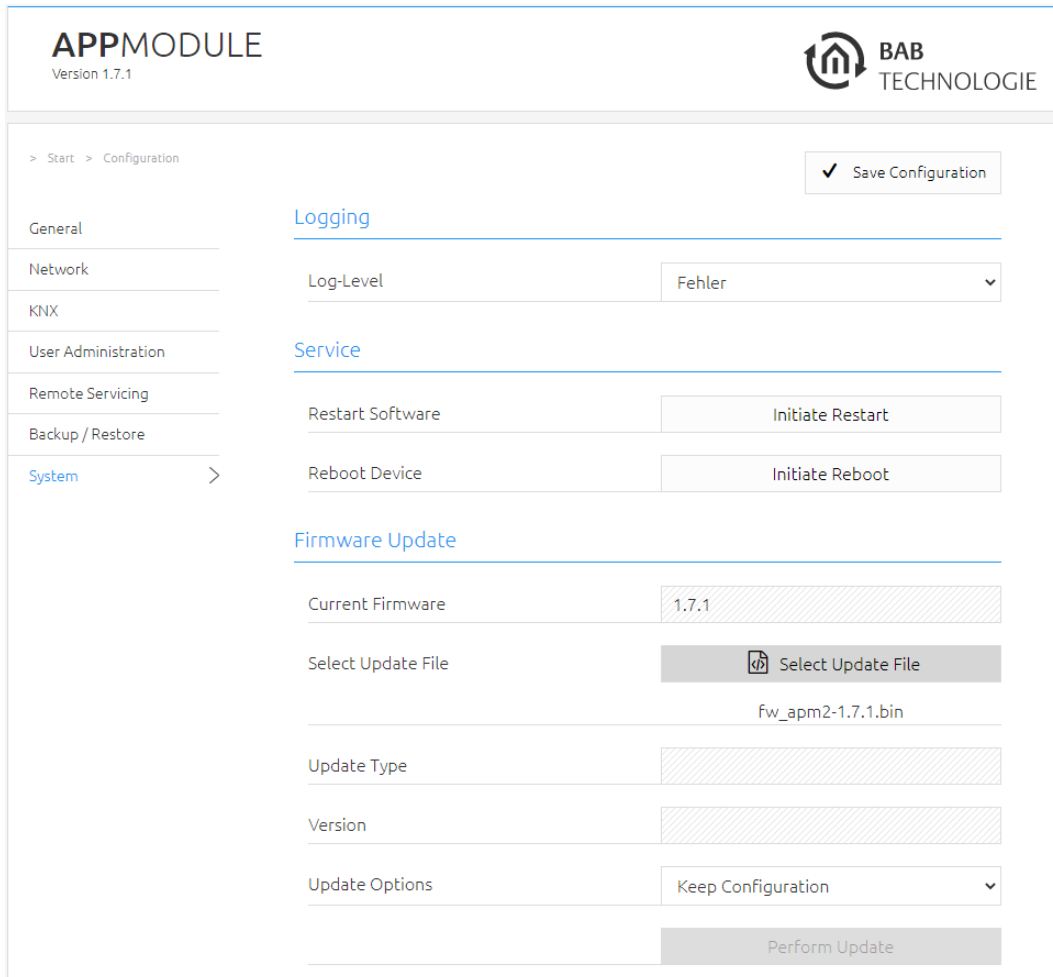 APPMODULE
Version 1.7.1
BAB
TECHNOLOGIE
> Start > Configuration
Save Configuration
General
Network
KNX
User Administration
Remote Servicing
Backup / Restore
System
Logging
Log-Level Fehler
Service
Restart Software Initiate Restart
Reboot Device Initiate Reboot
Firmware Update
Current Firmware 1.7.1
Select Update File Select Update File
fw_apm2-1.7.1.bin
Update Type
Version
Update Options Keep Configuration
Perform Update